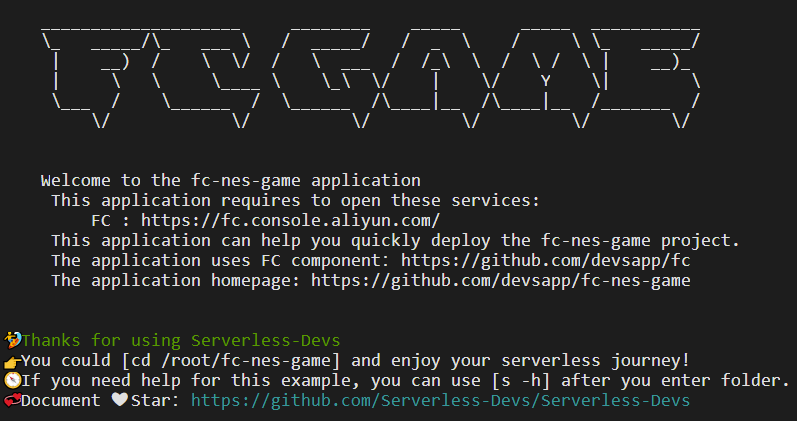 FCGAME
Welcome to the fc-nes-game application
This application requires to open these services:
FC : https://fc.console.aliyun.com/
This application can help you quickly deploy the fc-nes-game project.
The application uses FC component: https://github.com/devsapp/fc
The application homepage: https://github.com/devsapp/fc-nes-game
🏄Thanks for using Serverless-Devs
👉You could [cd /root/fc-nes-game] and enjoy your serverless journey!
🧭If you need help for this example, you can use [s -h] after you enter folder.
💞Document 🤍Star: https://github.com/Serverless-Devs/Serverless-Devs